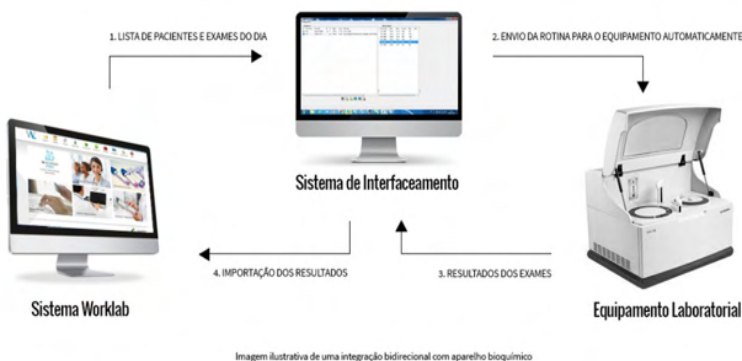 1. LISTA DE PACIENTES E EXAMES DO DIA
2. ENVIO DA ROTINA PARA O EQUIPAMENTO AUTOMATICAMENTE
Sistema de Interfaceamento
4. IMPORTAÇÃO DOS RESULTADOS
3. RESULTADOS DOS EXAMES
Sistema Worklab
Equipamento Laboratorial
Imagem ilustrativa de uma integração bidirecional com aparelho bioquímico